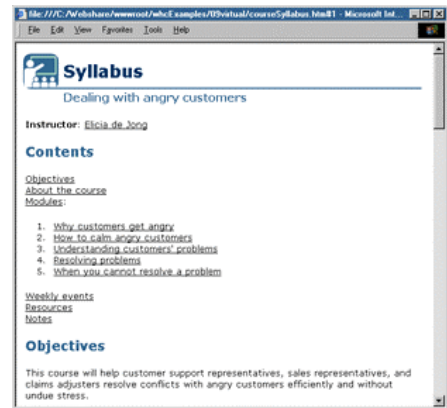 file:///C:/Webshare/wwwroot/whcExamples/09virtual/courseSyllabus.htm#1 - Microsoft Int...
File Edit View Favorites Tools Help
Syllabus
Dealing with angry customers
Instructor: Elicia de Jong
Contents
Objectives
About the course
Modules:
1. Why customers get angry
2. How to calm angry customers
3. Understanding customers' problems
4. Resolving problems
5. When you cannot resolve a problem
Weekly events
Resources
Notes
Objectives
This course will help customer support representatives, sales representatives, and
claims adjusters resolve conflicts with angry customers efficiently and without
undue stress.